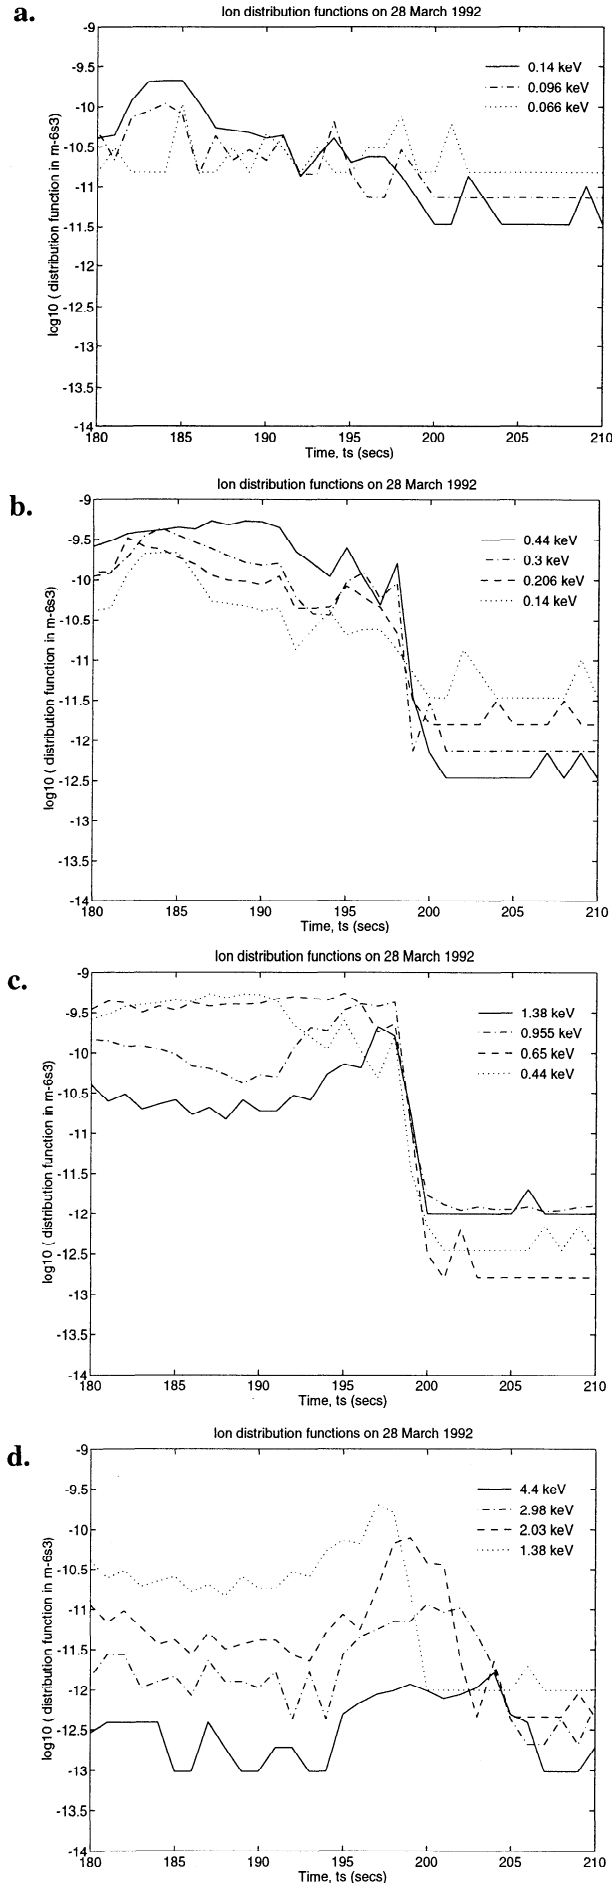 a.
Ion distribution functions on 28 March 1992
log10 ( distribution function in m-6s3)
-9
-9.5
-10
-10.5
-11
-11.5
-12
-12.5
-13
-13.5
-14
0.14 keV
0.096 keV
0.066 keV
180 185 190 195 200 205 210
Time, ts (secs)
b.
Ion distribution functions on 28 March 1992
log10 ( distribution function in m-6s3)
-9
-9.5
-10
-10.5
-11
-11.5
-12
-12.5
-13
-13.5
-14
0.44 keV
0.3 keV
0.206 keV
0.14 keV
180 185 190 195 200 205 210
Time, ts (secs)
c.
Ion distribution functions on 28 March 1992
log10 ( distribution function in m-6s3)
-9
-9.5
-10
-10.5
-11
-11.5
-12
-12.5
-13
-13.5
-14
1.38 keV
0.955 keV
0.65 keV
0.44 keV
180 185 190 195 200 205 210
Time, ts (secs)
d.
Ion distribution functions on 28 March 1992
log10 ( distribution function in m-6s3)
-9
-9.5
-10
-10.5
-11
-11.5
-12
-12.5
-13
-13.5
-14
4.4 keV
2.98 keV
2.03 keV
1.38 keV
180 185 190 195 200 205 210
Time, ts (secs)